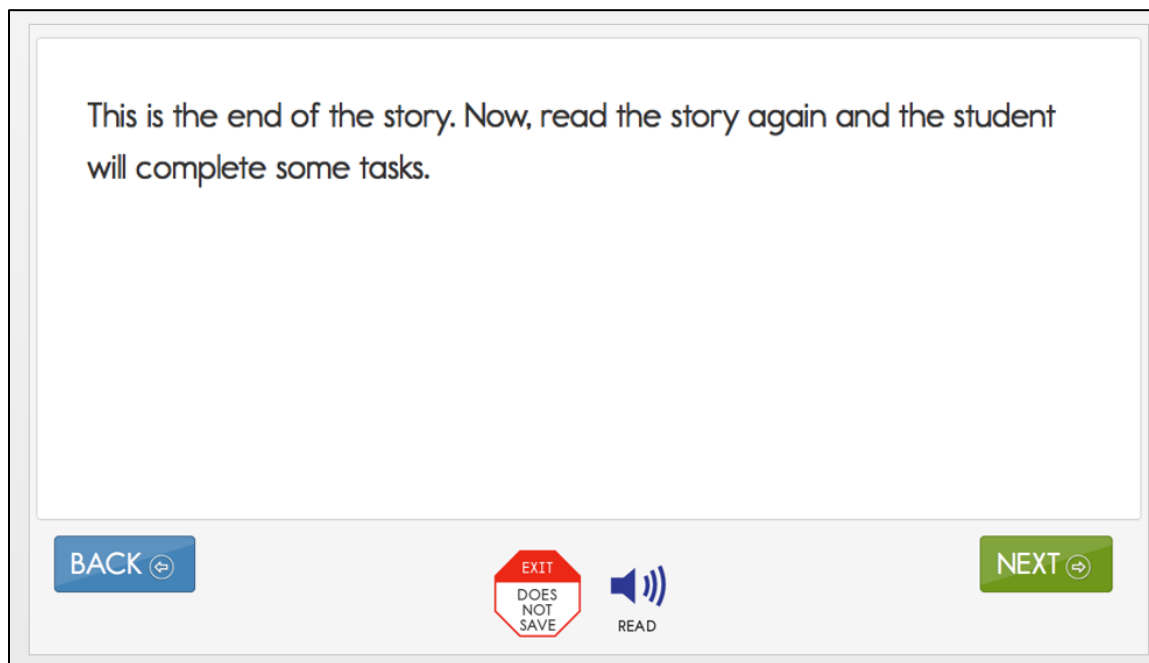 This is the end of the story. Now, read the story again and the student
will complete some tasks.
BACK
EXIT
DOES
NOT
SAVE
READ
NEXT